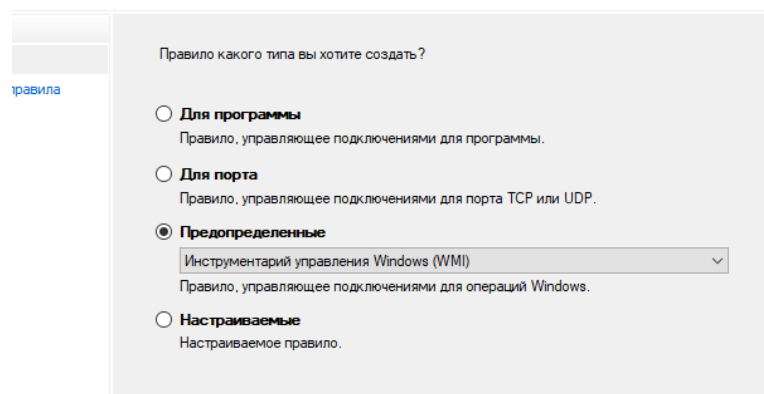 Правило какого типа вы хотите создать?
правила
Для программы
Правило, управляющее подключениями для программы.
Для порта
Правило, управляющее подключениями для порта TCP или UDP.
Предопределенные
Инструментарий управления Windows (WMI)
Правило, управляющее подключениями для операций Windows.
Настраиваемые
Настраиваемое правило.